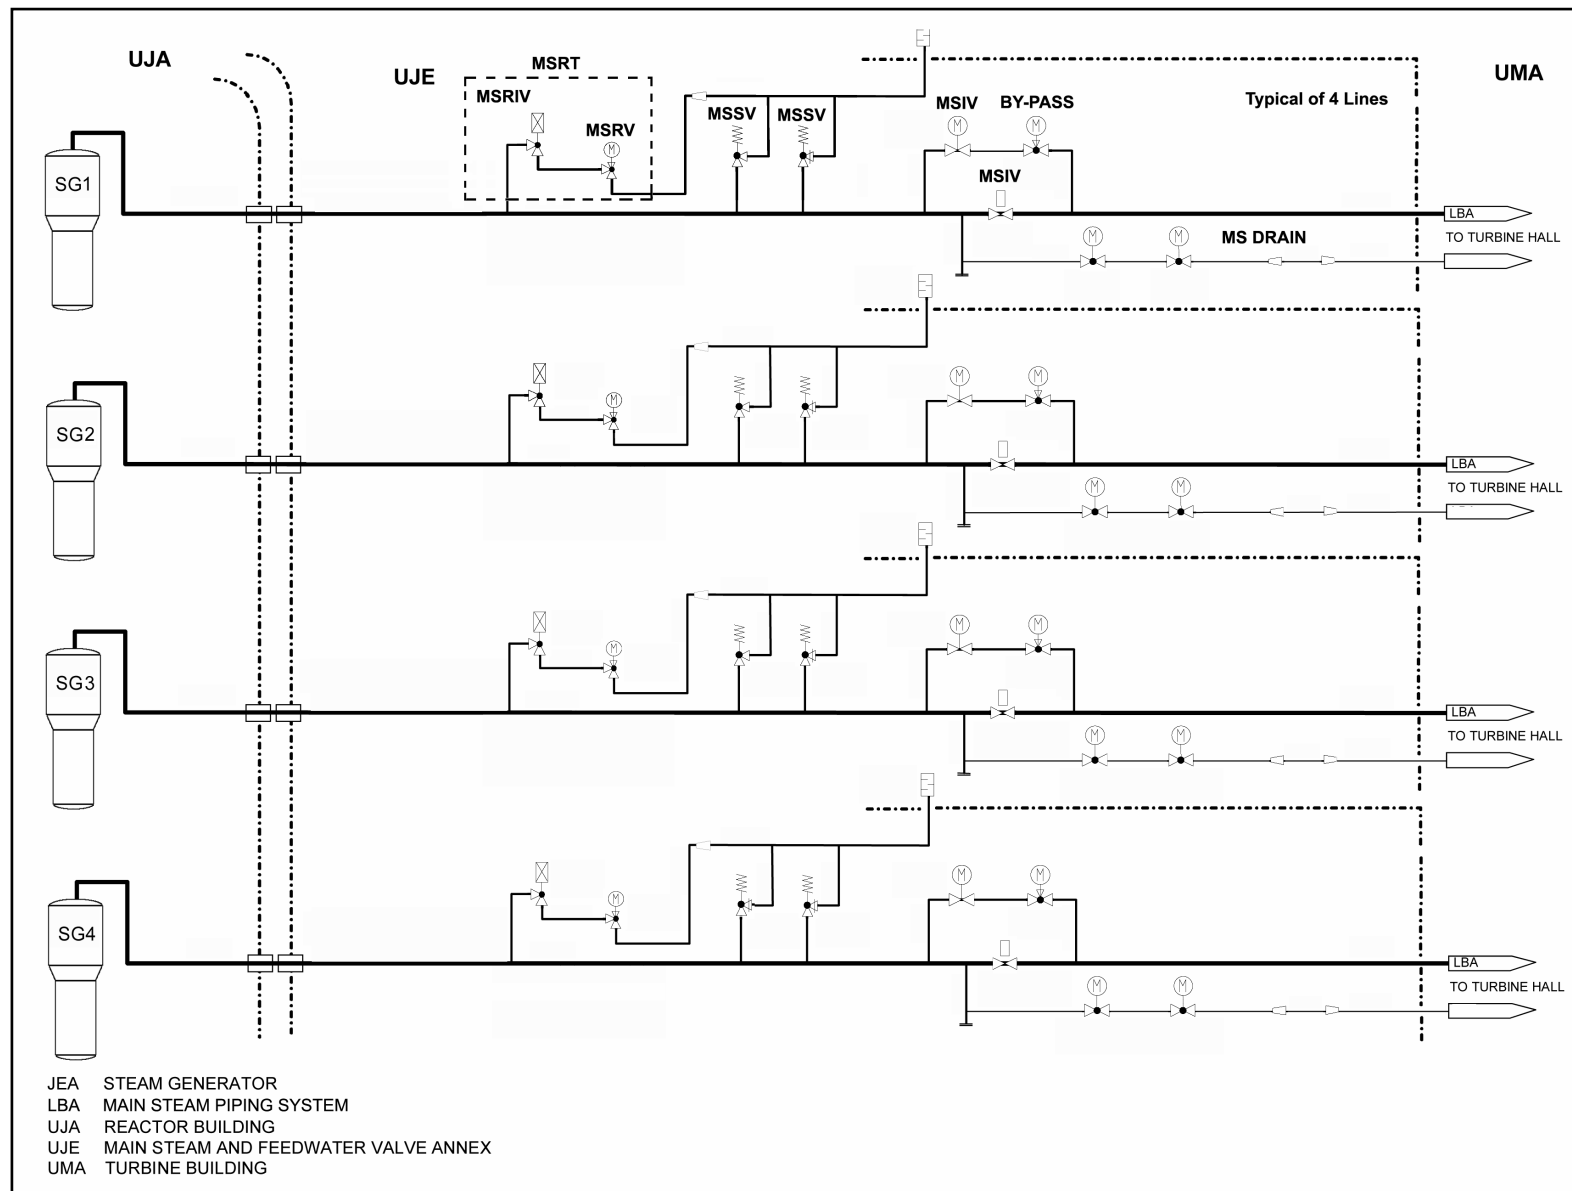 UJA
UJE
MSRT
UMA
MSRIV
MSRV
MSSV
MSSV
MSIV
BY-PASS
Typical of 4 Lines
M
M
M
SG1
MSIV
LBA
TO TURBINE HALL
MS DRAIN
M
M
SG2
M
M
M
LBA
TO TURBINE HALL
M
M
SG3
M
M
M
LBA
TO TURBINE HALL
M
M
SG4
M
M
M
LBA
TO TURBINE HALL
M
M
JEA STEAM GENERATOR
LBA MAIN STEAM PIPING SYSTEM
UJA REACTOR BUILDING
UJE MAIN STEAM AND FEEDWATER VALVE ANNEX
UMA TURBINE BUILDING